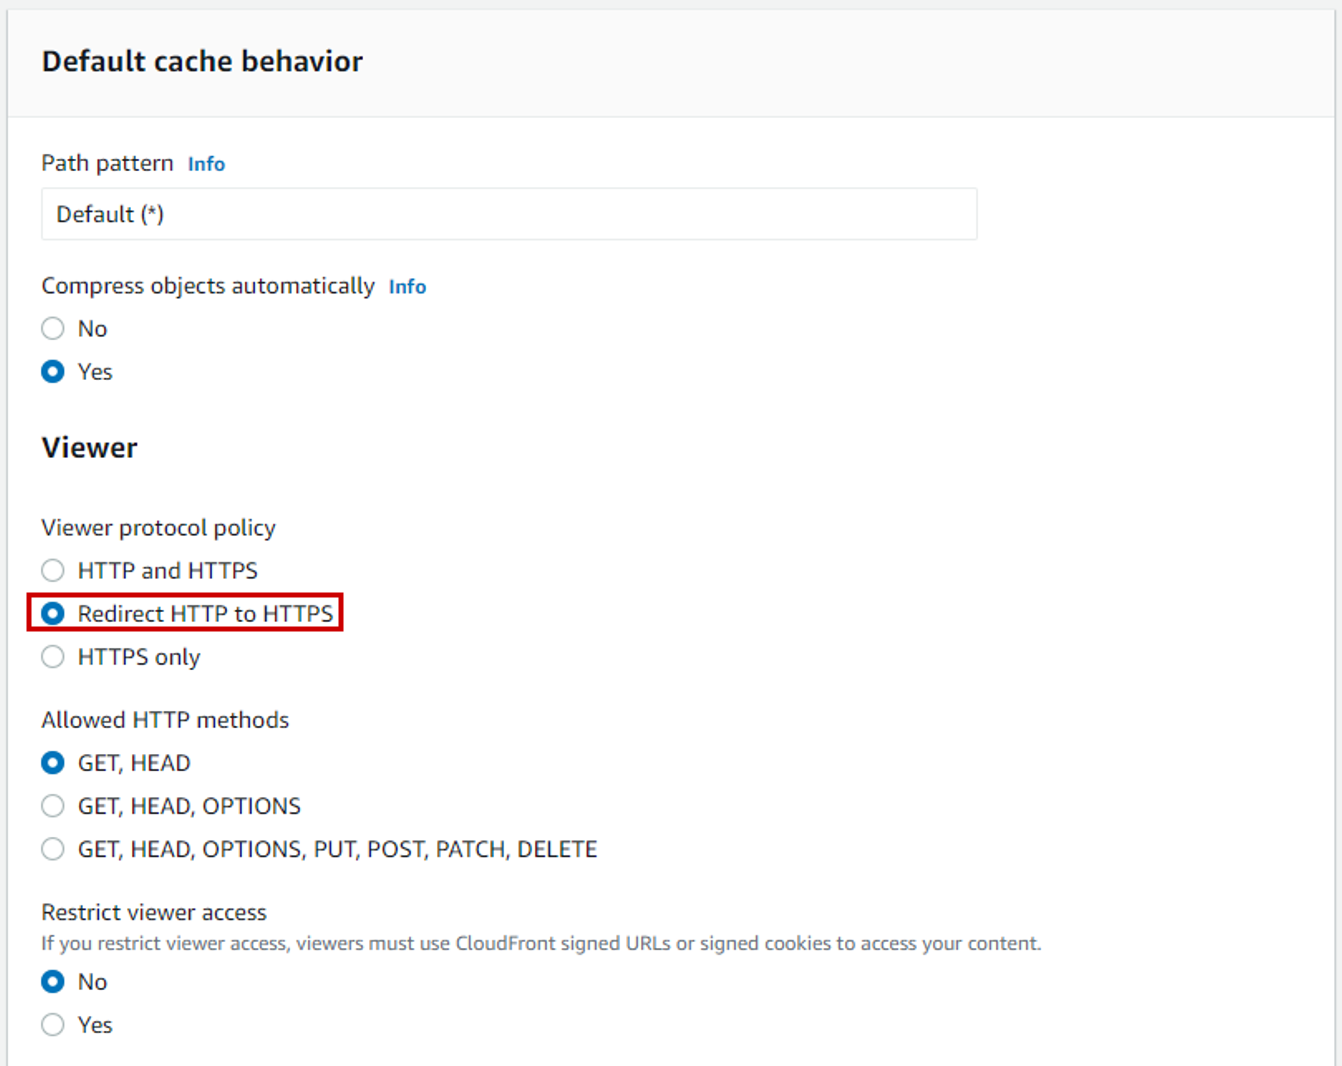 Default cache behavior
Path pattern Info
Default (*)
Compress objects automatically Info
No
Yes
Viewer
Viewer protocol policy
HTTP and HTTPS
Redirect HTTP to HTTPS
HTTPS only
Allowed HTTP methods
GET, HEAD
GET, HEAD, OPTIONS
GET, HEAD, OPTIONS, PUT, POST, PATCH, DELETE
Restrict viewer access
If you restrict viewer access, viewers must use CloudFront signed URLs or signed cookies to access your content.
No
Yes